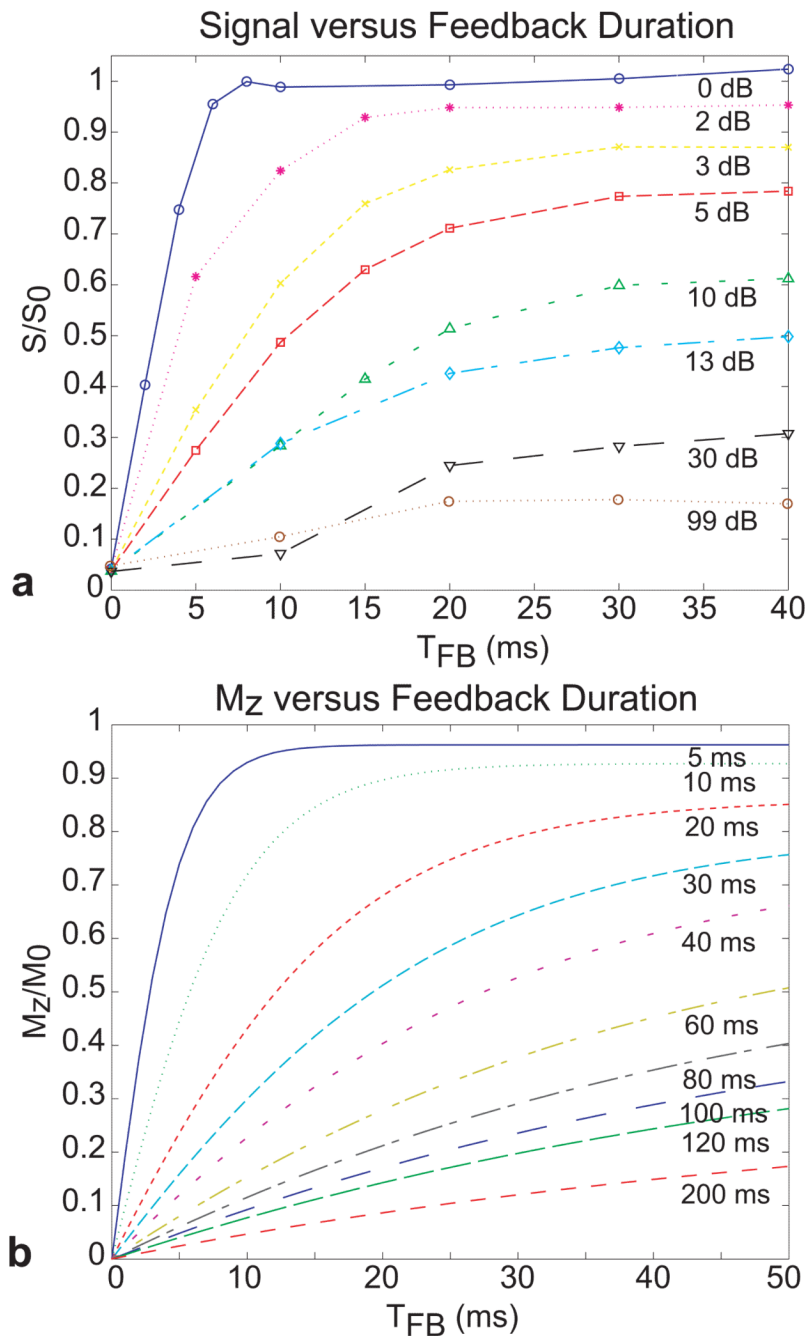 Signal versus Feedback Duration
S/S0
1
0.9
0.8
0.7
0.6
0.5
0.4
0.3
0.2
0.1
0
0 dB
2 dB
3 dB
5 dB
10 dB
13 dB
30 dB
99 dB
0 5 10 15 20 30 40
a
TFB (ms)
Mz versus Feedback Duration
Mz/M0
1
0.9
0.8
0.7
0.6
0.5
0.4
0.3
0.2
0.1
0
5 ms
10 ms
20 ms
30 ms
40 ms
60 ms
80 ms
100 ms
120 ms
200 ms
b
0 10 20 30 40 50
TFB (ms)